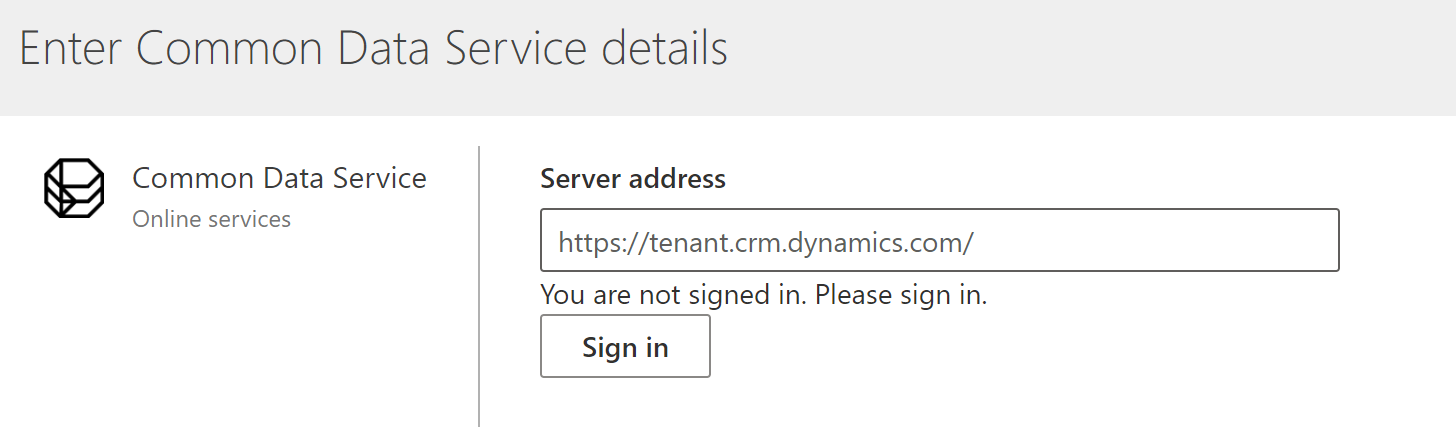 Enter Common Data Service details
Common Data Service
Online services
Server address
https://tenant.crm.dynamics.com/
You are not signed in. Please sign in.
Sign in